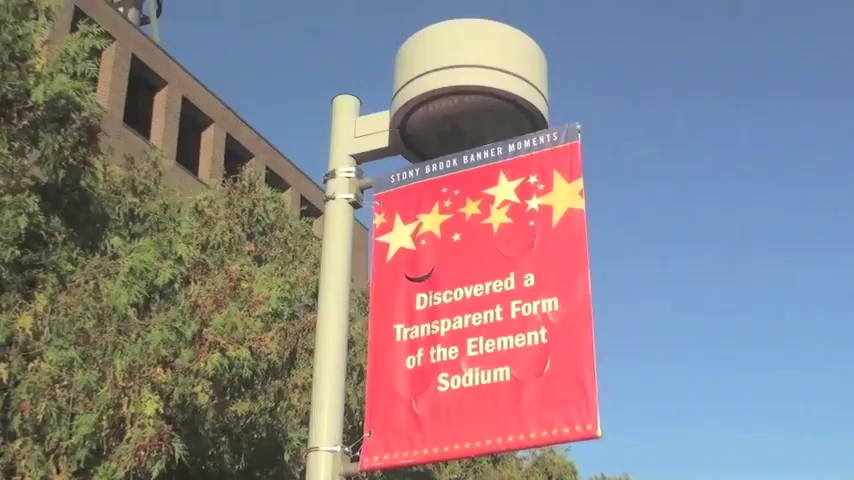 STONY BROOK BANNER MOMENTS
Discovered a
Transparent Form
of the Element
Sodium